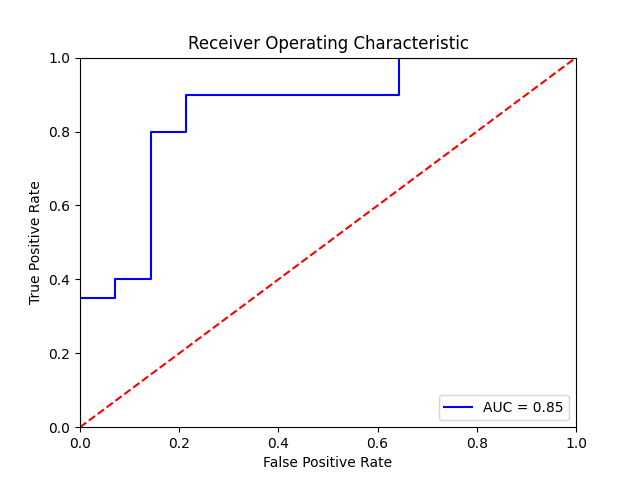 Receiver Operating Characteristic
1.0
0.8
0.6
0.4
0.2
0.0
True Positive Rate
AUC = 0.85
0.0 0.2 0.4 0.6 0.8 1.0
False Positive Rate